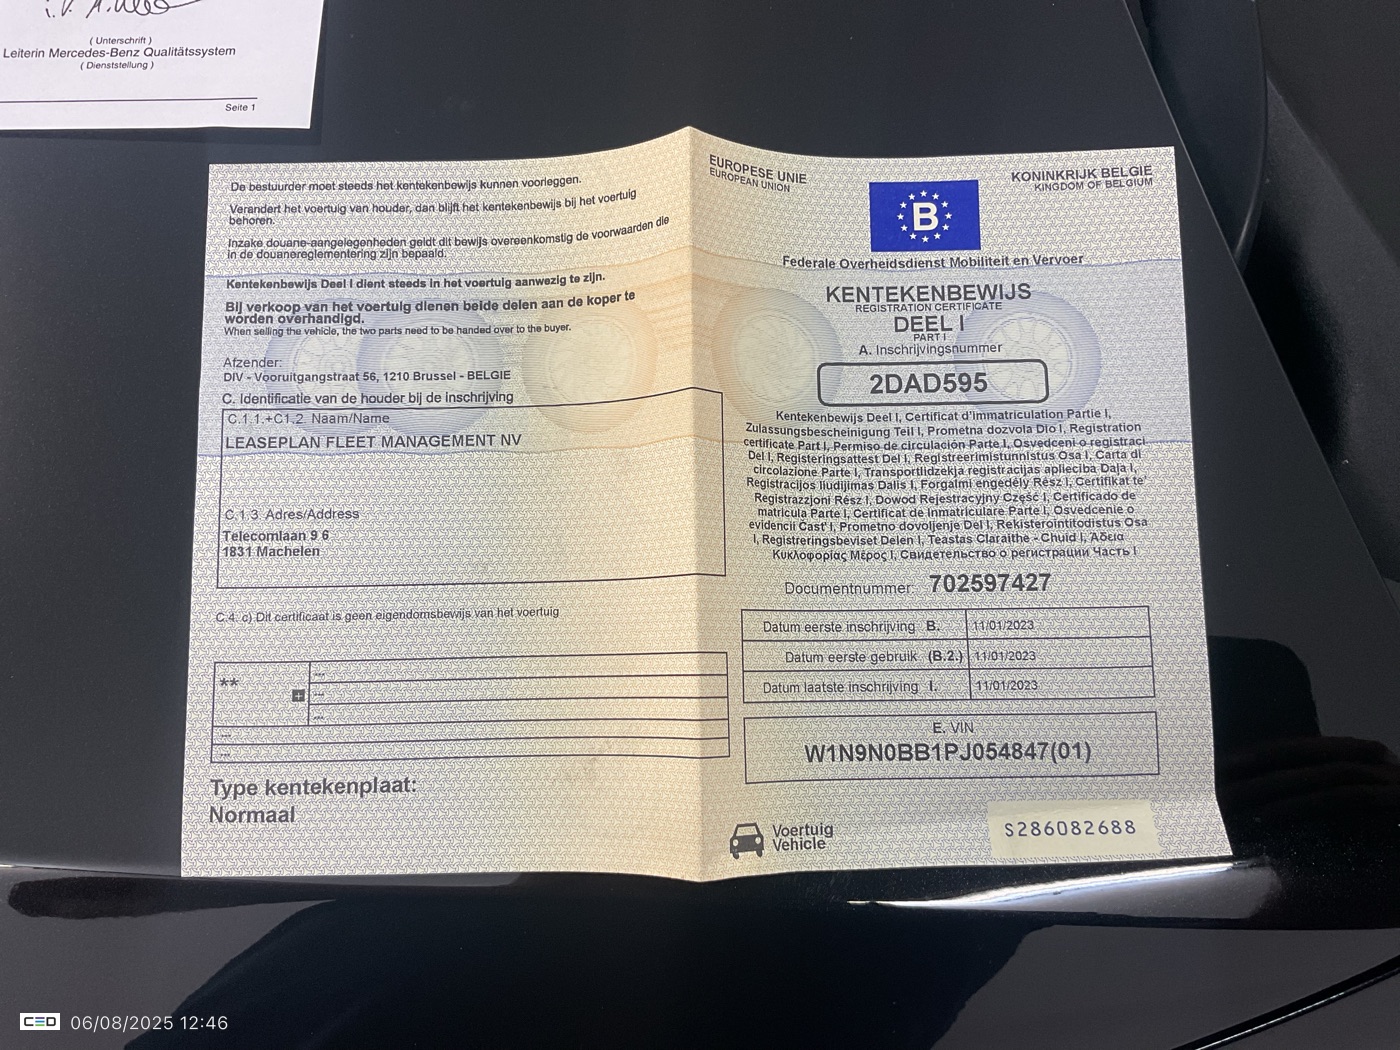 ( Unterschrift )
Leiterin Mercedes-Benz Qualitätssystem
( Dienststellung )
Seite 1
De bestuurder moet steeds het kentekenbewijs kunnen voorleggen.
Verandert het voertuig van houder, dan blijft het kentekenbewijs bij het voertuig
behoren.
Inzake douane-aangelegenheden geldt dit bewijs overeenkomstig de voorwaarden die
in de douanereglementering zijn bepaald.
Kentekenbewijs Deel I dient steeds in het voertuig aanwezig te zijn.
Bij verkoop van het voertuig dienen beide delen aan de koper te
worden overhandigd.
When selling the vehicle, the two parts need to be handed over to the buyer.
Afzender:
DIV - Vooruitgangstraat 56, 1210 Brussel - BELGIE
C. Identificatie van de houder bij de inschrijving
C.1.1.+C1.2. Naam/Name
LEASEPLAN FLEET MANAGEMENT NV
C.1.3. Adres/Address
Telecomlaan 9 6
1831 Machelen
C.4. c) Dit certificaat is geen eigendomsbewijs van het voertuig
**
---
+ ---
---
---
---
Type kentekenplaat:
Normaal
EUROPESE UNIE
EUROPEAN UNION
KONINKRIJK BELGIE
KINGDOM OF BELGIUM
B
Federale Overheidsdienst Mobiliteit en Vervoer
KENTEKENBEWIJS
REGISTRATION CERTIFICATE
DEEL I
PART I
A. Inschrijvingsnummer
2DAD595
Kentekenbewijs Deel I, Certificat d'immatriculation Partie I,
Zulassungsbescheinigung Teil I, Prometna dozvola Dio I, Registration
certificate Part I, Permiso de circulación Parte I, Osvedceni o registraci
Del I, Registeringsattest Del I, Registreerimistunnistus Osa I, Carta di
circolazione Parte I, Transportlidzekja registracijas aplieciba Daja I,
Registracijos liudijimas Dalis I, Forgalmi engedély Rész I, Certifikat te'
Registrazzjoni Rész I, Dowod Rejestracyjny Część I, Certificado de
matricula Parte I, Certificat de Inmatriculare Parte I, Osvedcenie o
evidencii Cast' I, Prometno dovoljenje Del I, Rekisterointitodistus Osa
I, Registreringsbeviset Delen I, Teastas Claraithe - Chuid I, Άδεια
Κυκλοφορίας Μέρος I, Свидетельство о регистрации Часть I
Documentnummer: 702597427
Datum eerste inschrijving B. 11/01/2023
Datum eerste gebruik (B.2.) 11/01/2023
Datum laatste inschrijving I. 11/01/2023
E. VIN
W1N9N0BB1PJ054847(01)
Voertuig
Vehicle
S286082688
CED 06/08/2025 12:46